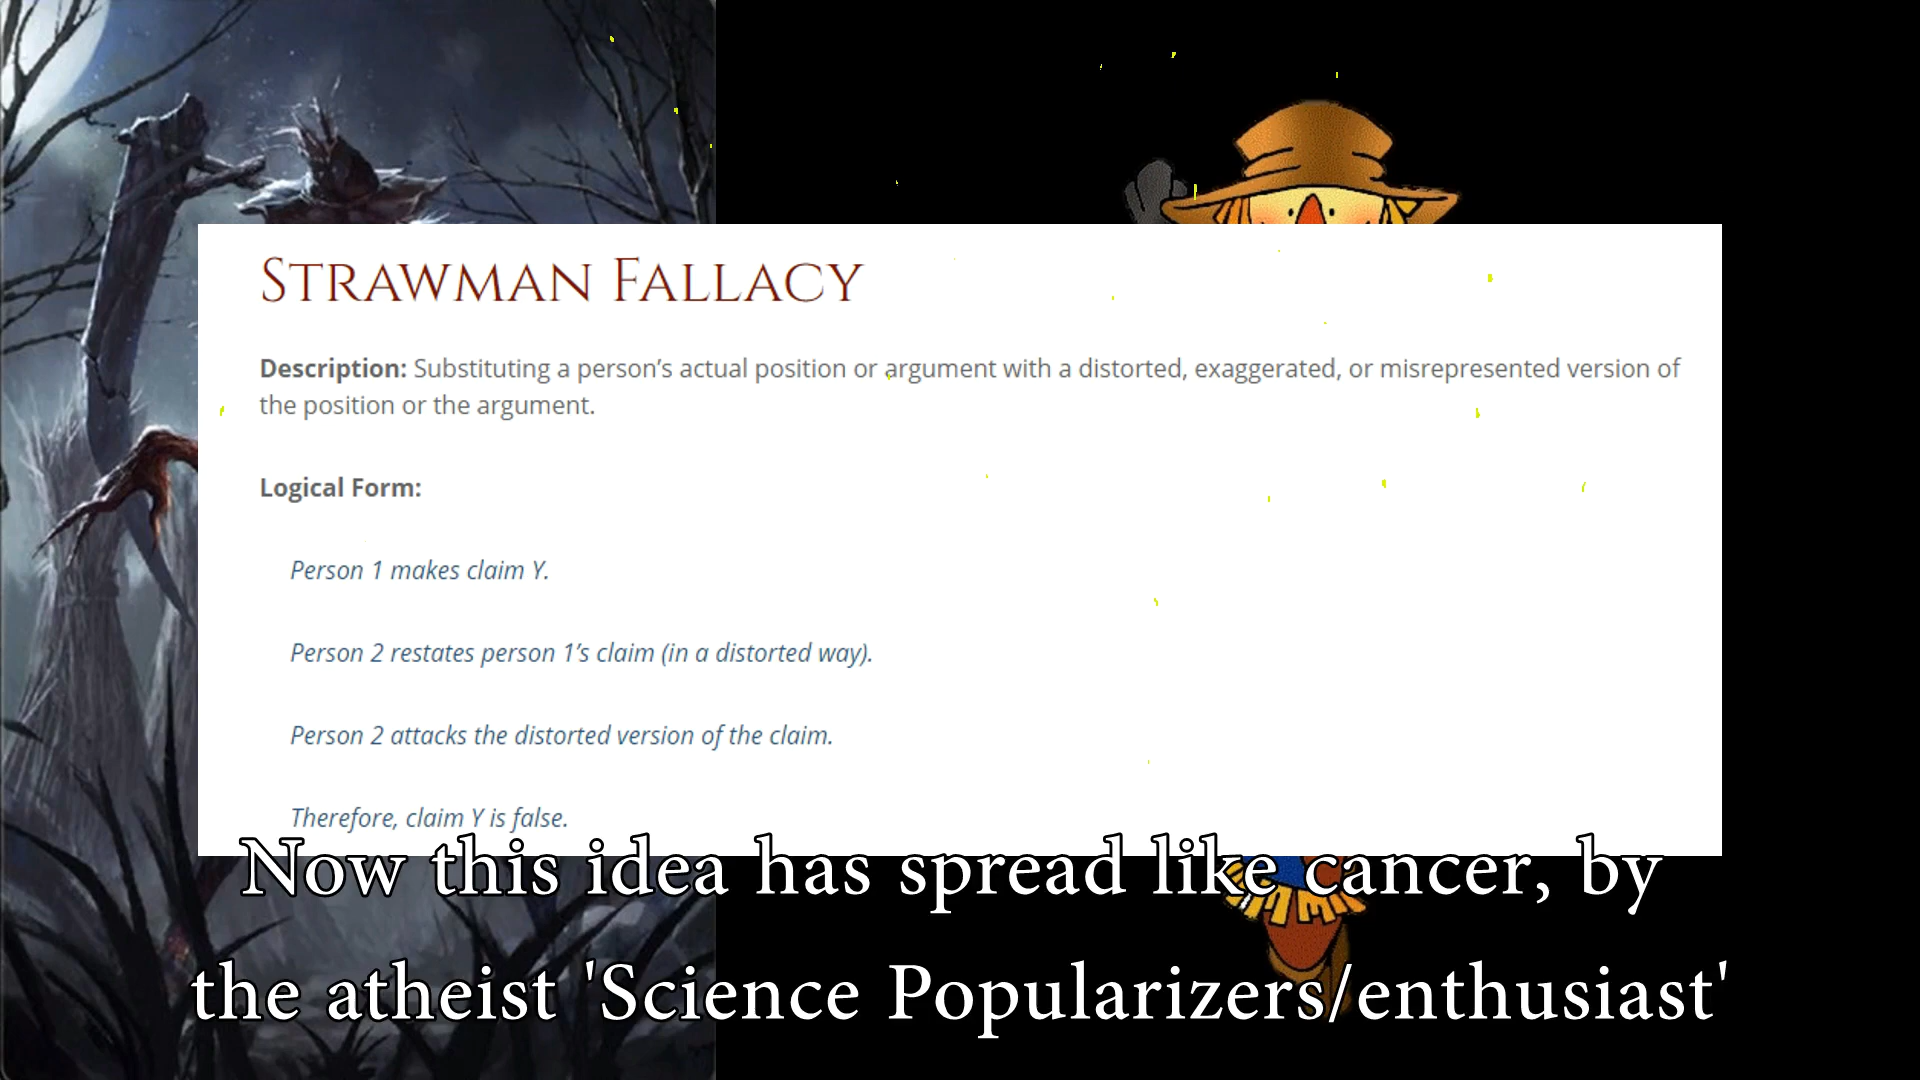 STRAWMAN FALLACY
Description: Substituting a person’s actual position or argument with a distorted, exaggerated, or misrepresented version of
the position or the argument.
Logical Form:
Person 1 makes claim Y.
Person 2 restates person 1’s claim (in a distorted way).
Person 2 attacks the distorted version of the claim.
Therefore, claim Y is false.
Now this idea has spread like cancer, by
the atheist 'Science Popularizers/enthusiast'